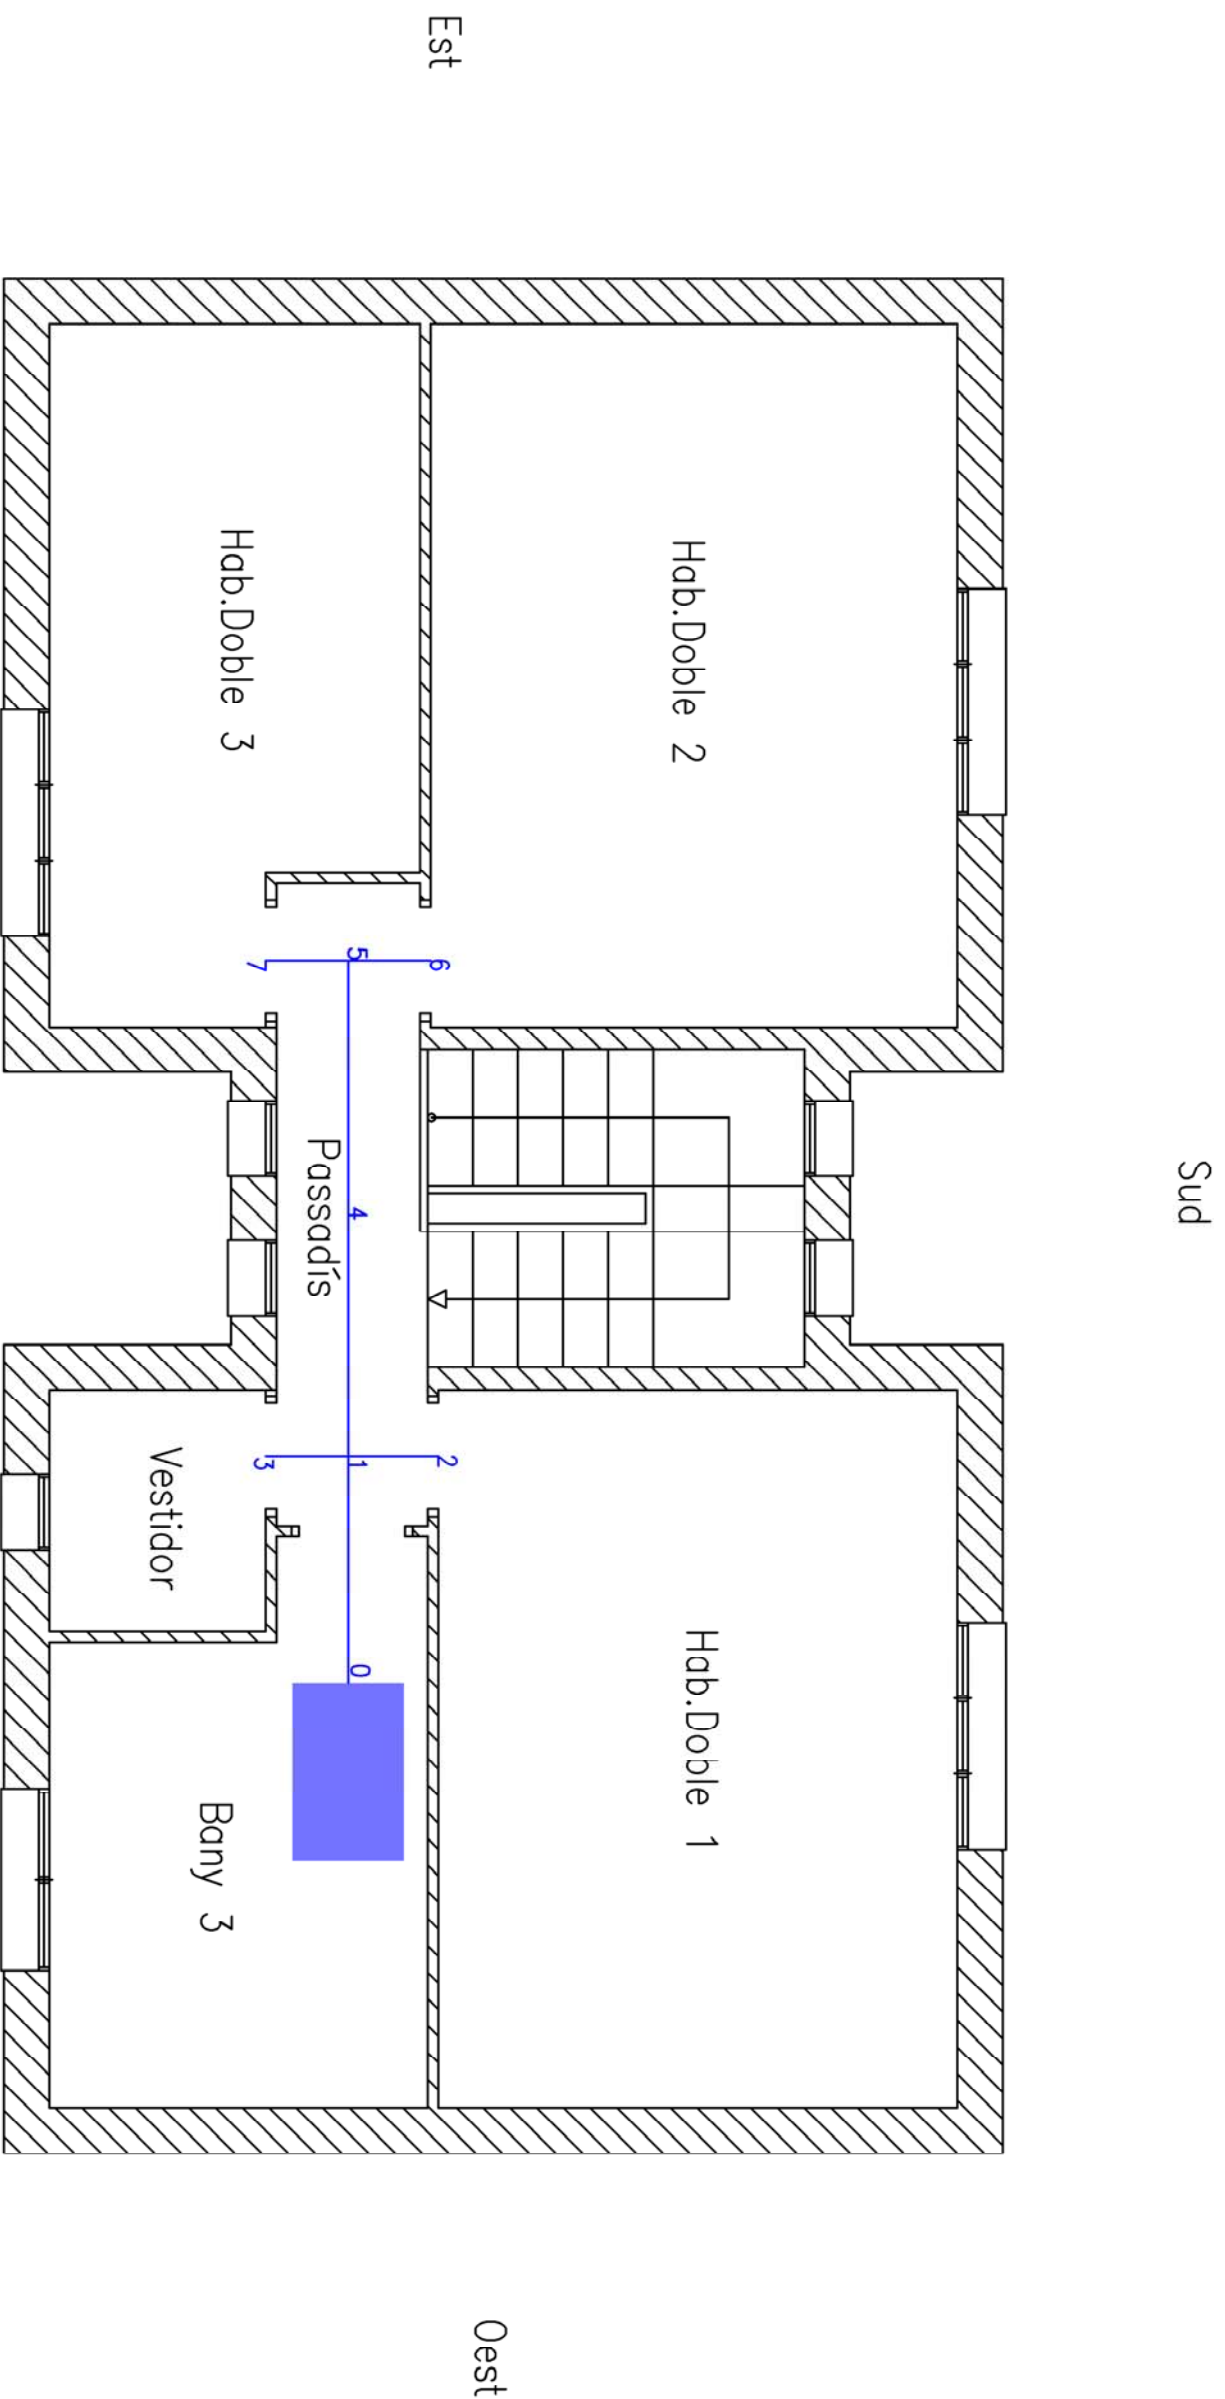 Est
Sud
Oest
Hab.Doble 2
Hab.Doble 3
Passadís
Hab.Doble 1
Vestidor
Bany 3
0
1
2
3
4
5
6
7